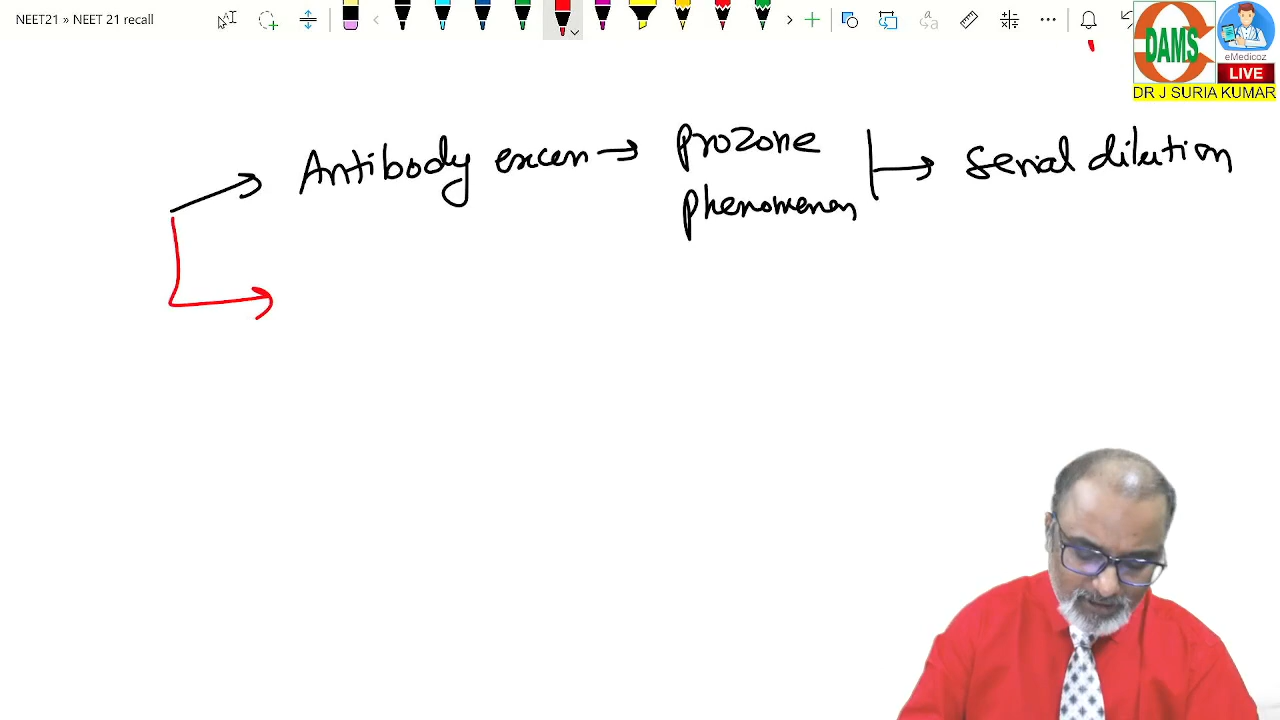 NEET21 » NEET 21 recall
DAMS
eMedicoz
LIVE
DR J SURIA KUMAR
Antibody excess → prozone phenomenon → Serial dilution